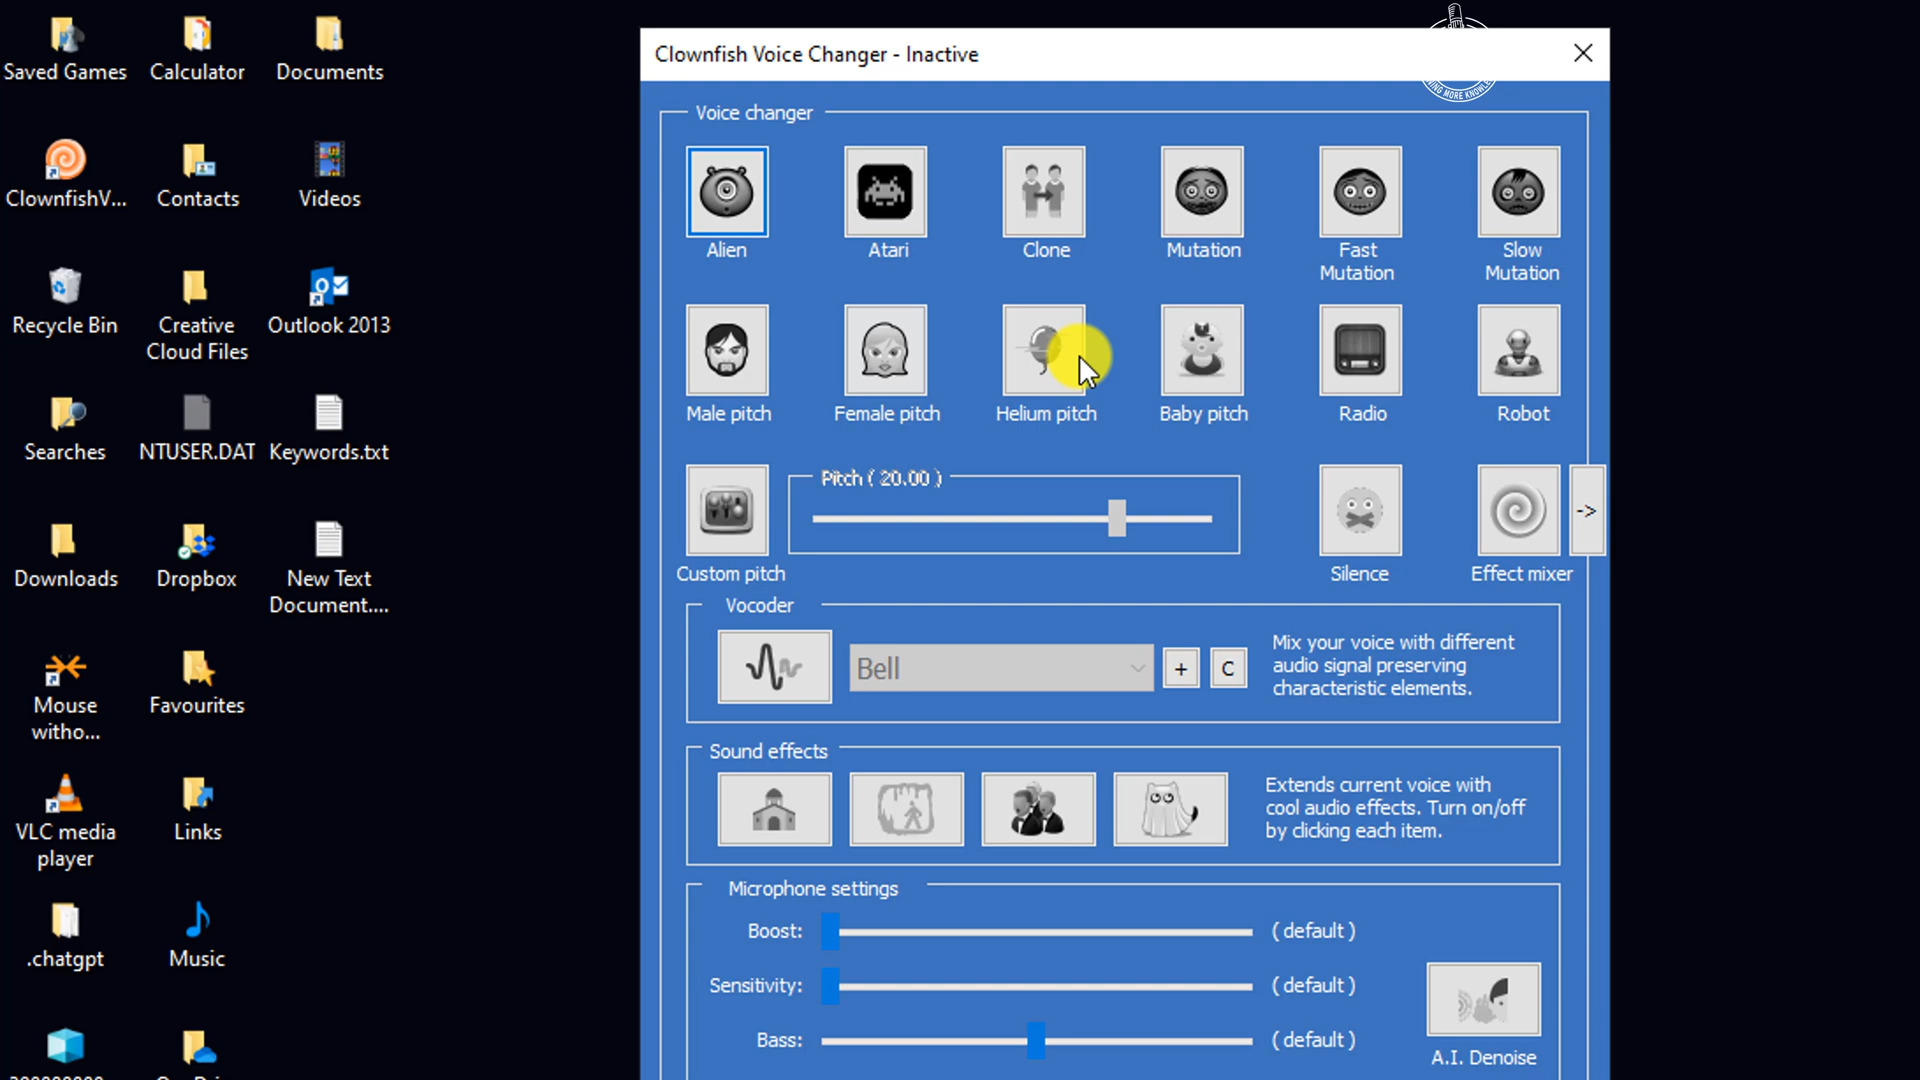 Saved Games
Calculator
Documents
ClownfishV...
Contacts
Videos
Recycle Bin
Creative
Cloud Files
Outlook 2013
Searches
NTUSER.DAT
Keywords.txt
Downloads
Dropbox
New Text
Document....
Mouse
witho...
Favourites
VLC media
player
Links
.chatgpt
Music
Clownfish Voice Changer - Inactive
MORE
Voice changer
Alien
Atari
Clone
Mutation
Fast
Mutation
Slow
Mutation
Male pitch
Female pitch
Helium pitch
Baby pitch
Radio
Robot
Pitch ( 20.00 )
->
Custom pitch
Silence
Effect mixer
Vocoder
Bell
+
C
Mix your voice with different
audio signal preserving
characteristic elements.
Sound effects
Extends current voice with
cool audio effects. Turn on/off
by clicking each item.
Microphone settings
Boost:
( default )
Sensitivity:
( default )
Bass:
( default )
A.I. Denoise